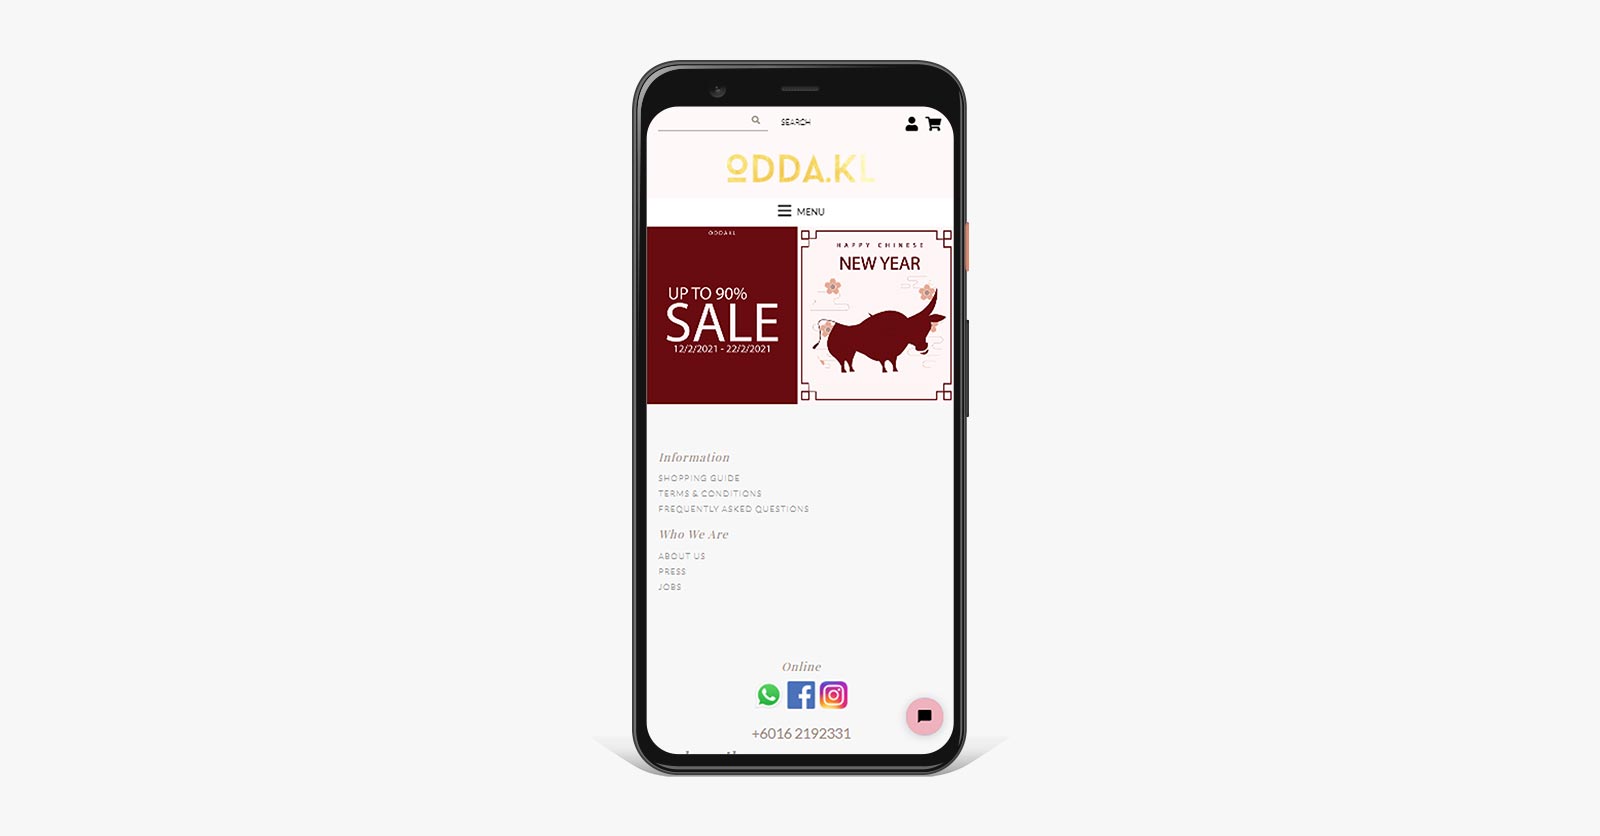 SEARCH
ODDA.KL
MENU
ODDA.KL
UP TO 90%
SALE
12/2/2021 - 22/2/2021
HAPPY CHINESE
NEW YEAR
Information
SHOPPING GUIDE
TERMS & CONDITIONS
FREQUENTLY ASKED QUESTIONS
Who We Are
ABOUT US
PRESS
JOBS
Online
+6016 2192331